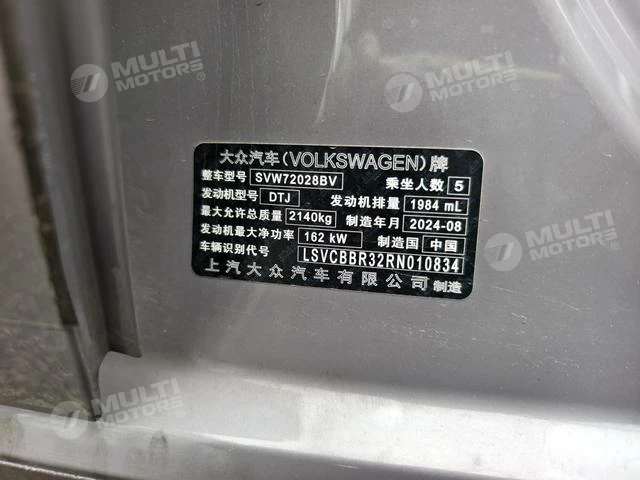 MULTI MOTORS®
MULTI MOTORS®
大众汽车(VOLKSWAGEN)牌
整车型号 SVW72028BV 乘坐人数 5
发动机型号 DTJ 发动机排量 1984 mL
最大允许总质量 2140kg 制造年月 2024-08
发动机最大净功率 162 kW 制造国 中国
车辆识别代号 LSVCBBR32RN010834
上汽大众汽车有限公司 制造
MULTI MOTORS®
MULTI MOTORS®
MULTI MOTORS®
MULTI MOTORS®